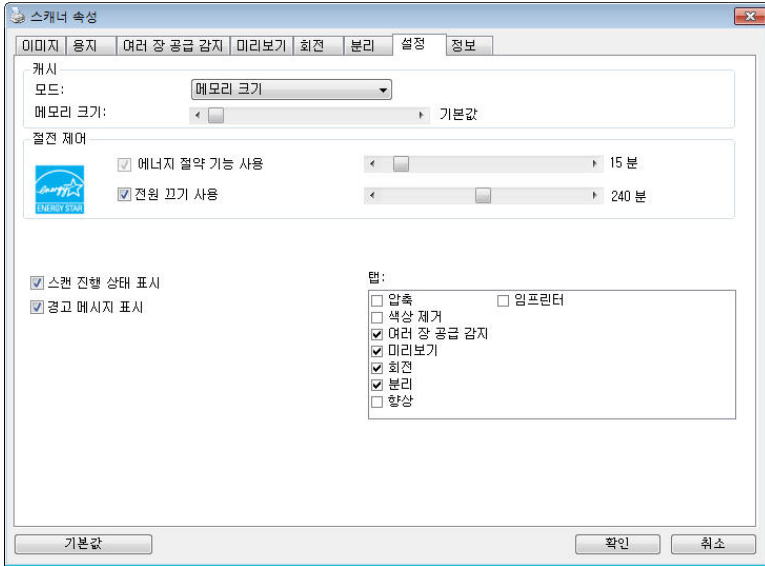 스캐너 속성
이미지 용지 여러 장 공급 감지 미리보기 회전 분리 설정 정보
캐시
모드: 메모리 크기
메모리 크기: 기본값
절전 제어
에너지 절약 기능 사용 15 분
전원 끄기 사용 240 분
energy
ENERGY STAR
스캔 진행 상태 표시
경고 메시지 표시
탭:
압축 임프린터
색상 제거
여러 장 공급 감지
미리보기
회전
분리
향상
기본값 확인 취소